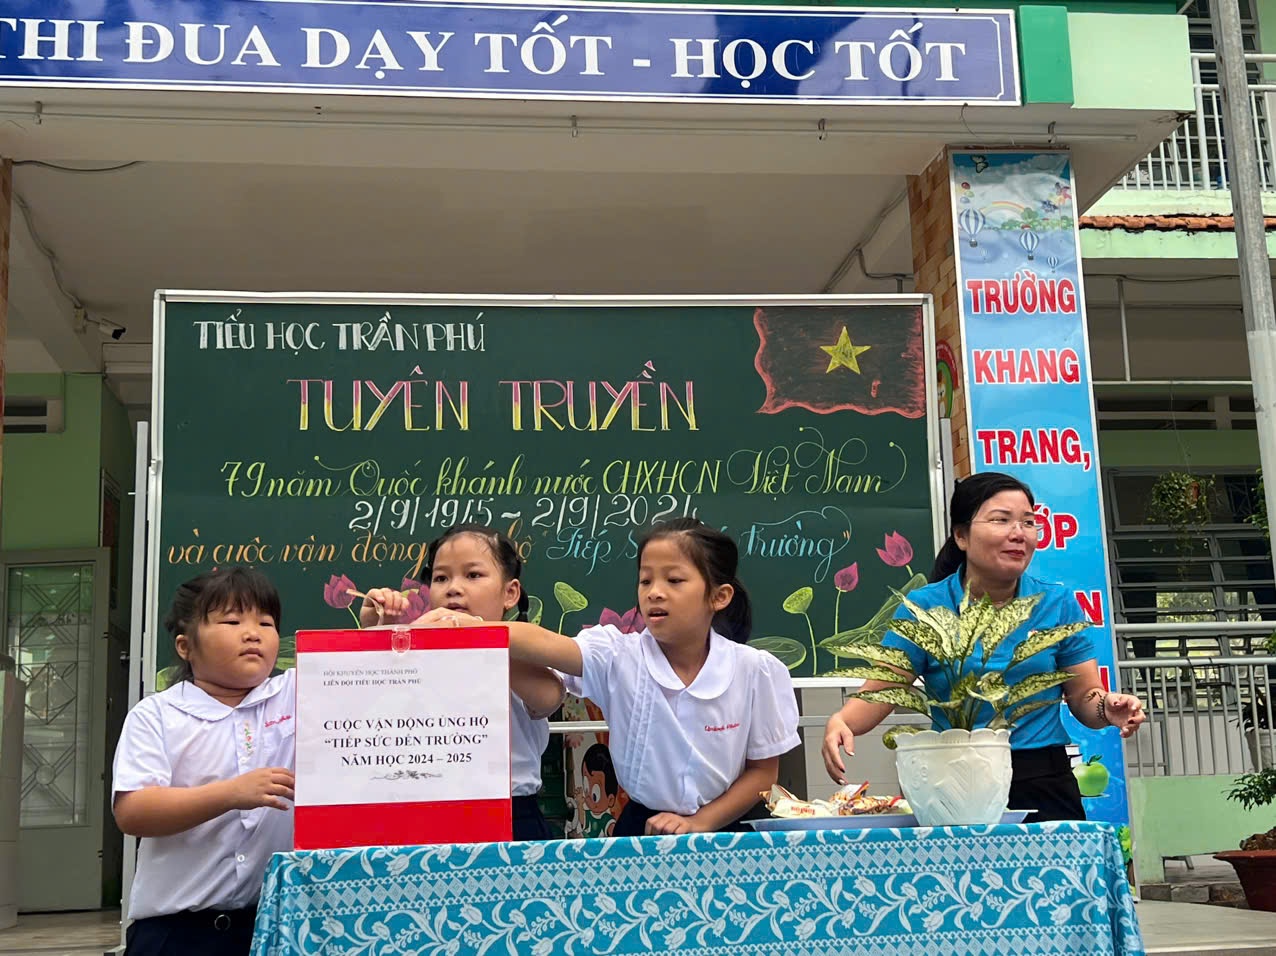 THI ĐUA DẠY TỐT - HỌC TỐT
TIỂU HỌC TRẦN PHÚ
TUYÊN TRUYỀN
79 năm Quốc khánh nước CHXHCN Việt Nam
2/9/1945 - 2/9/2024
và cuộc vận động "Tiếp trường"
TRƯỜNG
KHANG
TRANG,
HỘI KHUYẾN HỌC THÀNH PHỐ
LIÊN ĐỘI TIỂU HỌC TRẦN PHÚ
CUỘC VẬN ĐỘNG ỦNG HỘ
"TIẾP SỨC ĐẾN TRƯỜNG"
NĂM HỌC 2024 – 2025